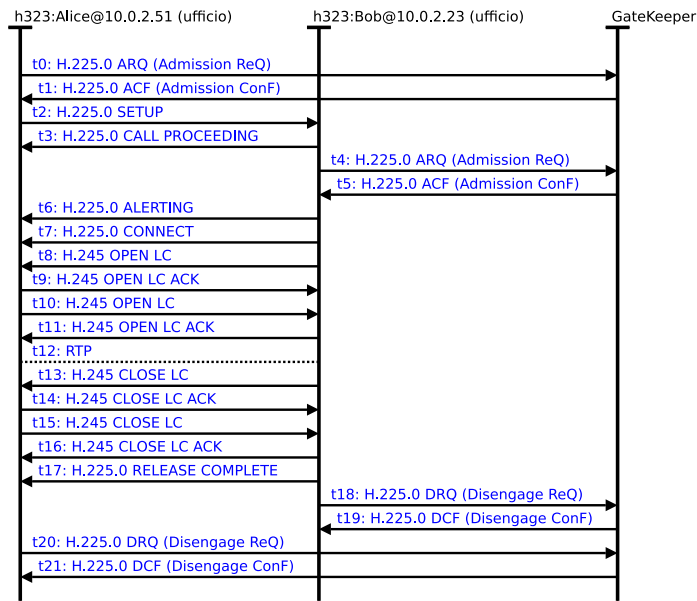 h323:Alice@10.0.2.51 (ufficio) h323:Bob@10.0.2.23 (ufficio) GateKeeper
t0: H.225.0 ARQ (Admission ReQ)
t1: H.225.0 ACF (Admission ConF)
t2: H.225.0 SETUP
t3: H.225.0 CALL PROCEEDING
t4: H.225.0 ARQ (Admission ReQ)
t5: H.225.0 ACF (Admission ConF)
t6: H.225.0 ALERTING
t7: H.225.0 CONNECT
t8: H.245 OPEN LC
t9: H.245 OPEN LC ACK
t10: H.245 OPEN LC
t11: H.245 OPEN LC ACK
t12: RTP
t13: H.245 CLOSE LC
t14: H.245 CLOSE LC ACK
t15: H.245 CLOSE LC
t16: H.245 CLOSE LC ACK
t17: H.225.0 RELEASE COMPLETE
t18: H.225.0 DRQ (Disengage ReQ)
t19: H.225.0 DCF (Disengage ConF)
t20: H.225.0 DRQ (Disengage ReQ)
t21: H.225.0 DCF (Disengage ConF)